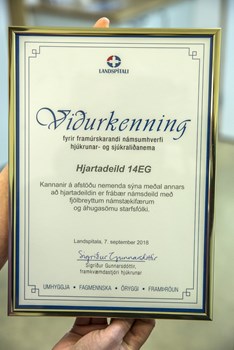 LANDSPÍTALI
Viðurkenning
fyrir framúrskarandi námsumhverfi
hjúkrunar- og sjúkraliðanema
Hjartadeild 14EG
Kannanir á afstöðu nemenda sýna meðal annars
að hjartadeildin er frábær námsdeild með
fjölbreyttum námstækifærum
og áhugasömu starfsfólki.
Landspítala, 7. september 2018
Sigríður Gunnarsdóttir
Sigríður Gunnarsdóttir,
framkvæmdastjóri hjúkrunar
UMHYGGJA • FAGMENNSKA • ÖRYGGI • FRAMÞRÓUN